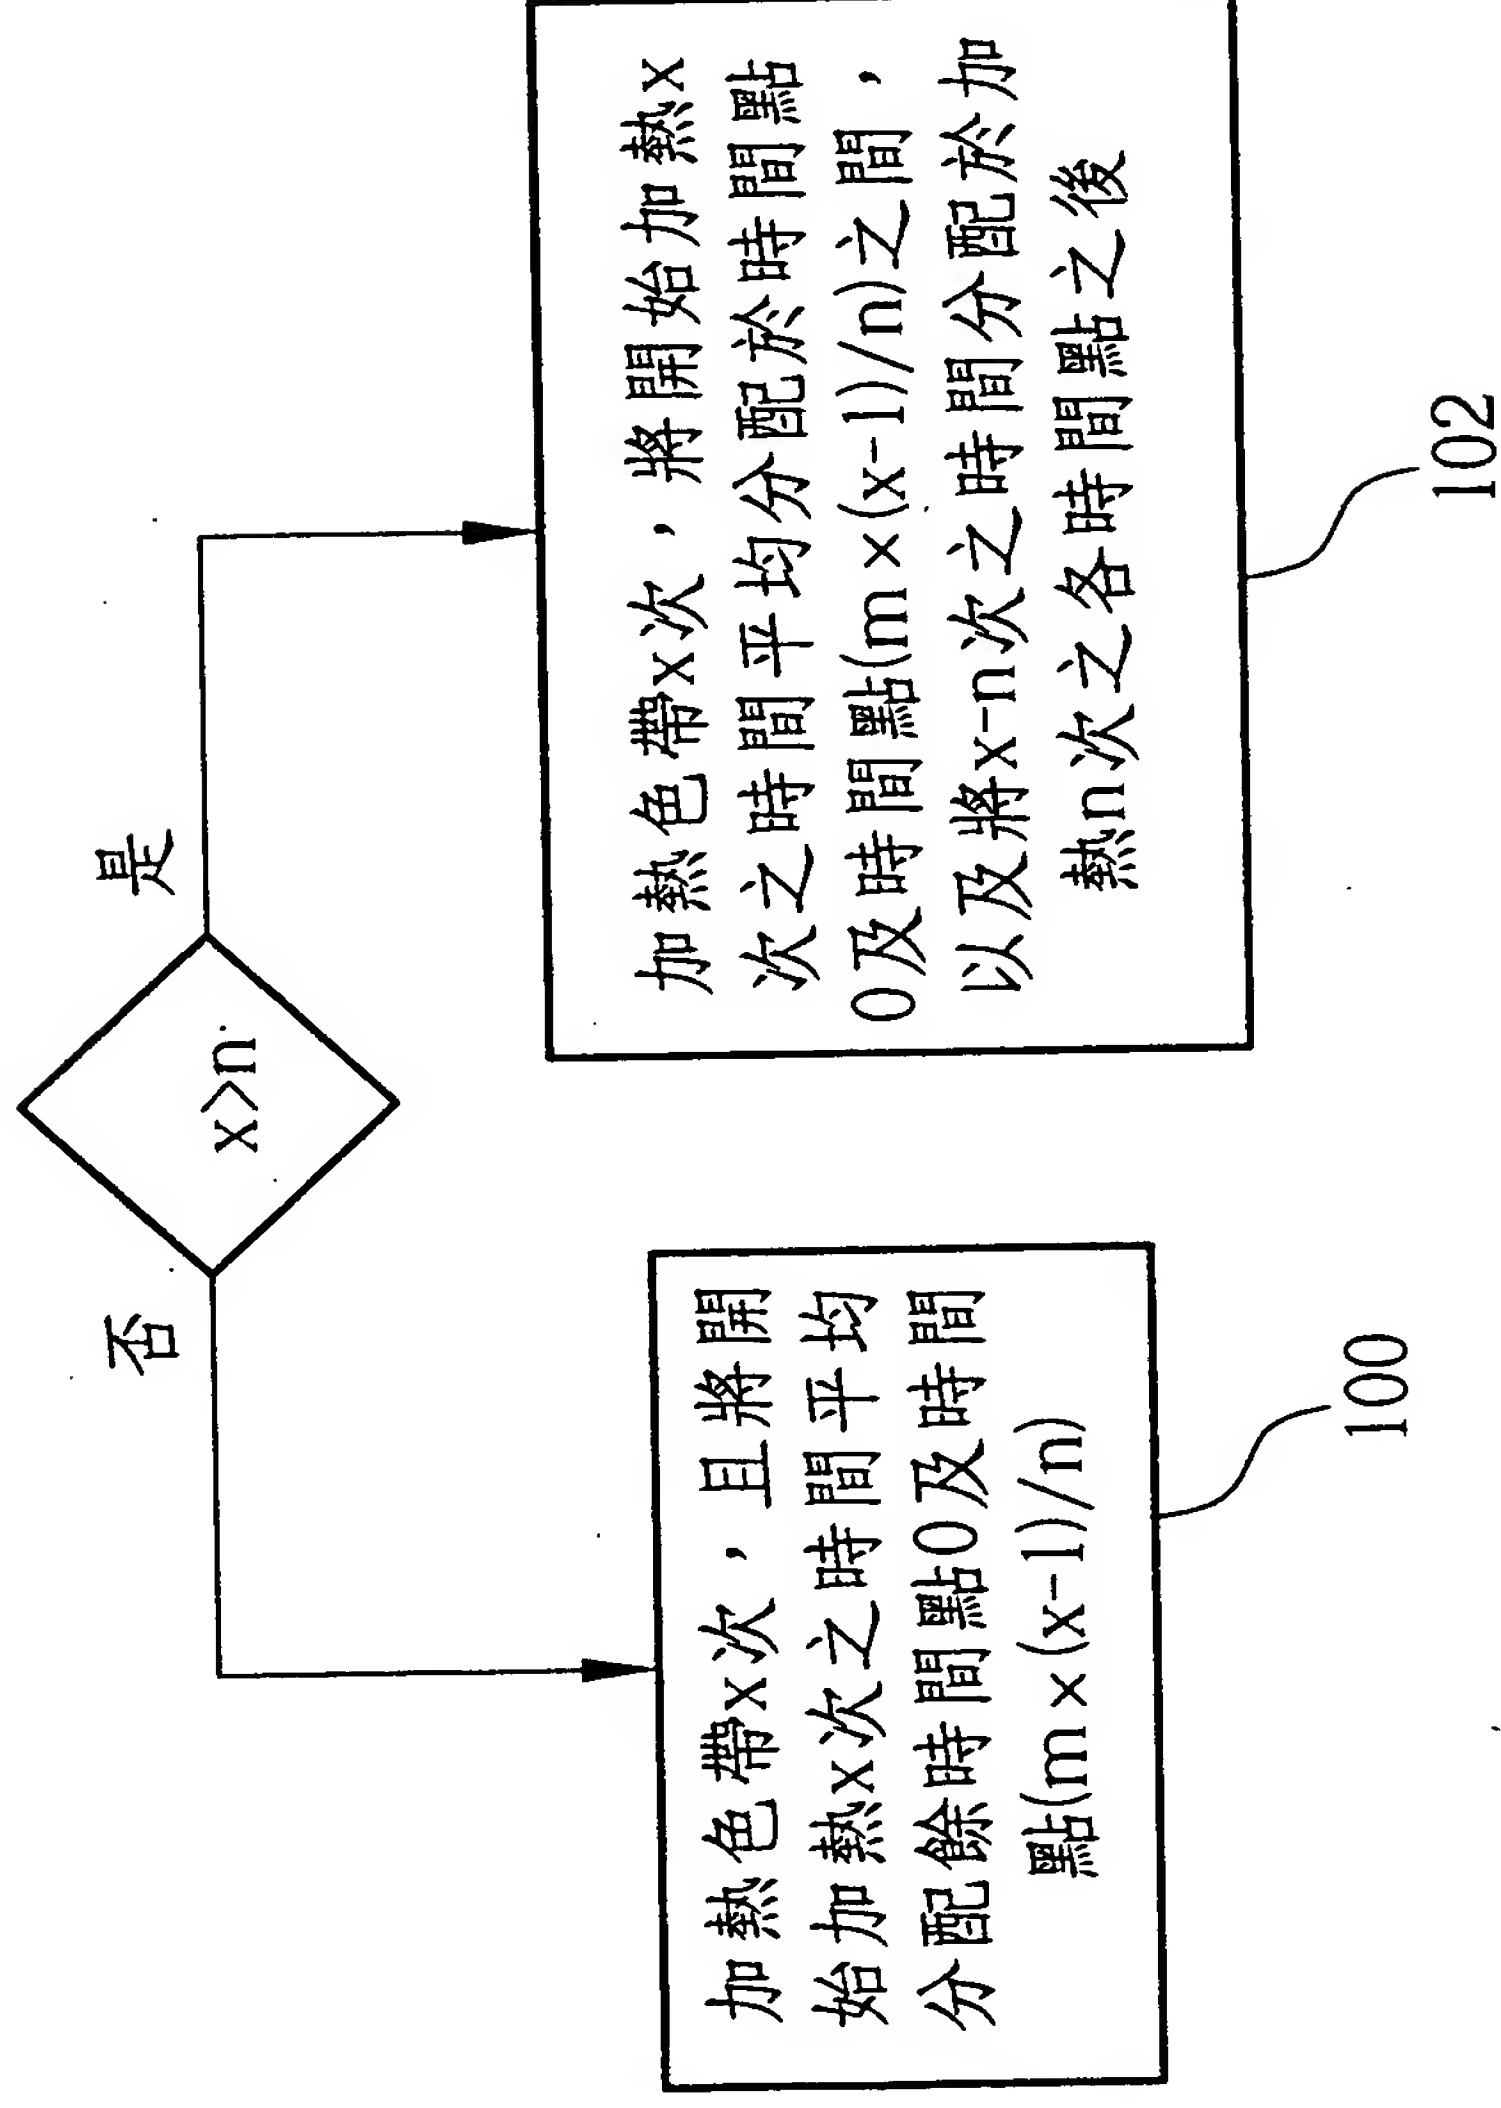 x>n
否
是
加熱色帶x次，且將開
始加熱x次之時間平均
分配餘時間點0及時間
點(m×(x-1)/n)
100
加熱色帶x次，將開始加熱x
次之時間平均分配於時間點
0及時間點(m×(x-1)/n)之間，
以及將x-n次之時間分配於加
熱n次之各時間點之後
102